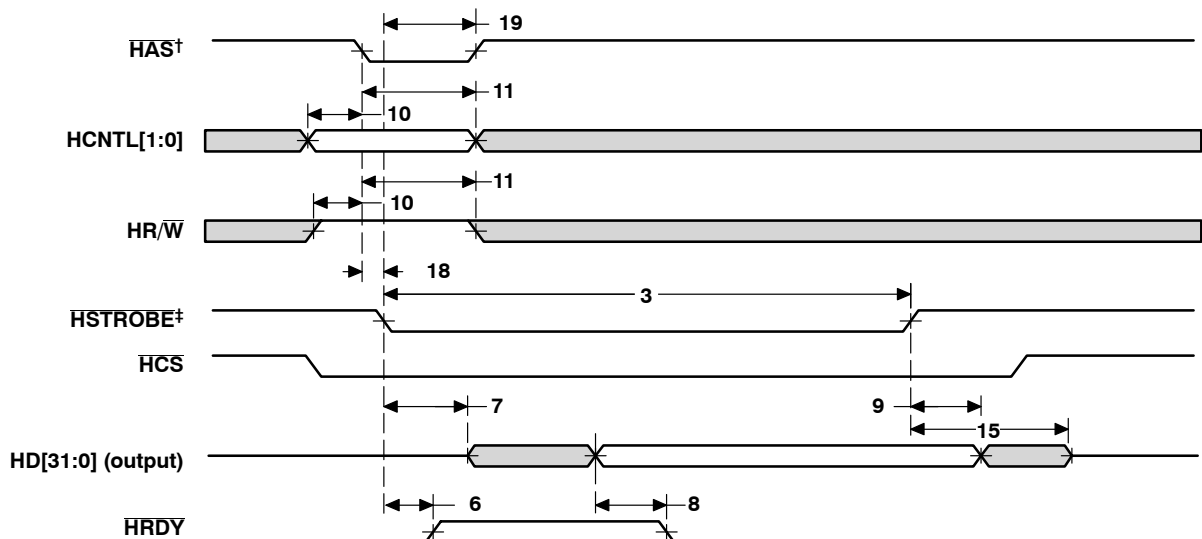 19
HAS†
11
10
HCNTL[1:0]
11
10
HR/W
18
3
HSTROBE‡
HCS
7
9
15
HD[31:0] (output)
6
8
HRDY